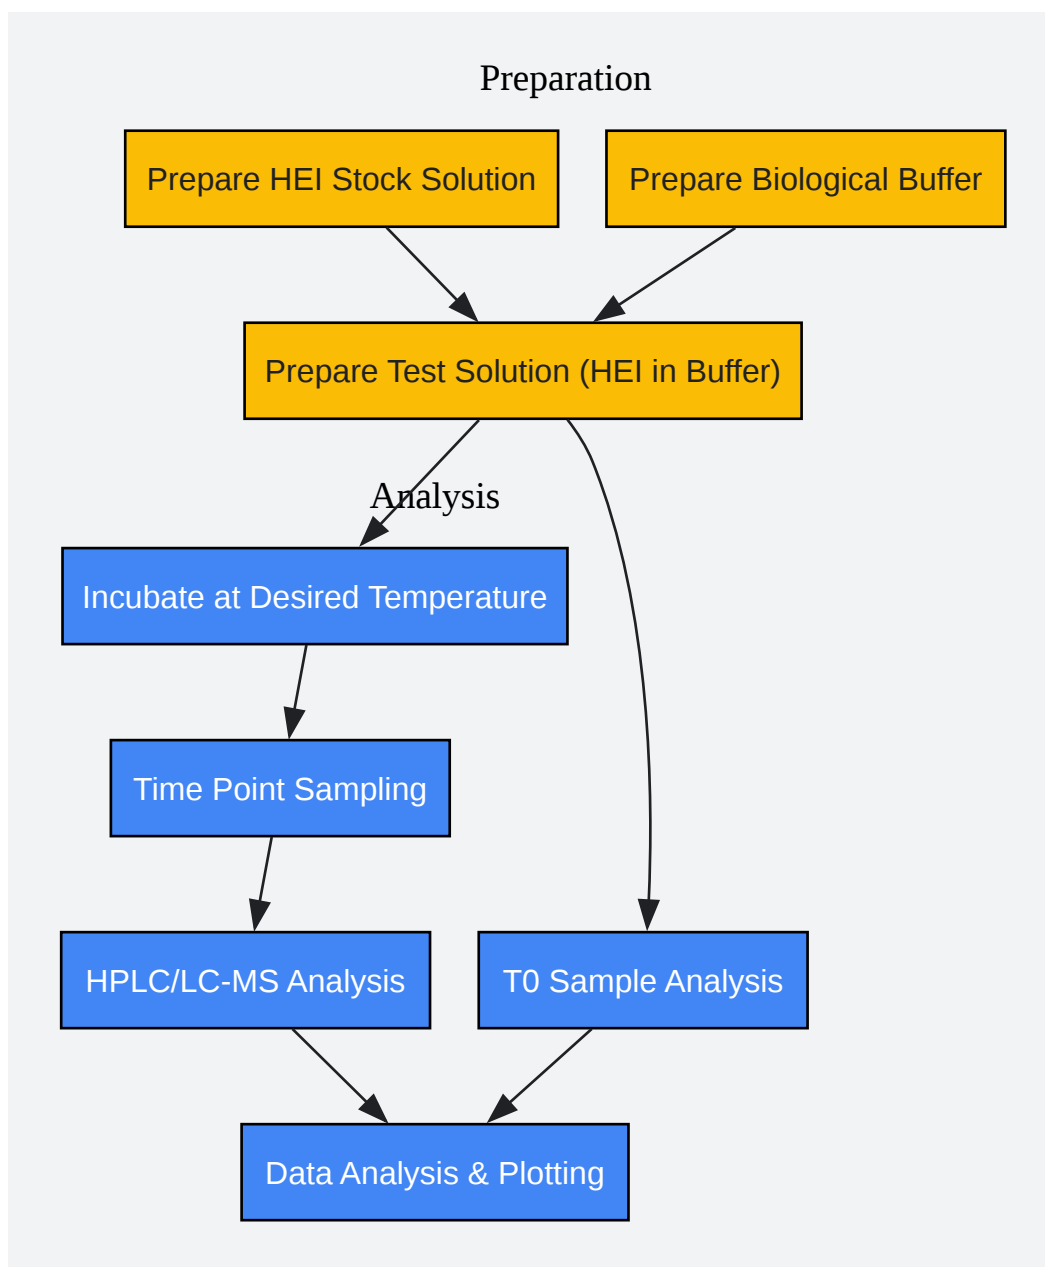 Preparation
Prepare HEI Stock Solution
Prepare Biological Buffer
Prepare Test Solution (HEI in Buffer)
Analysis
Incubate at Desired Temperature
Time Point Sampling
HPLC/LC-MS Analysis
T0 Sample Analysis
Data Analysis & Plotting